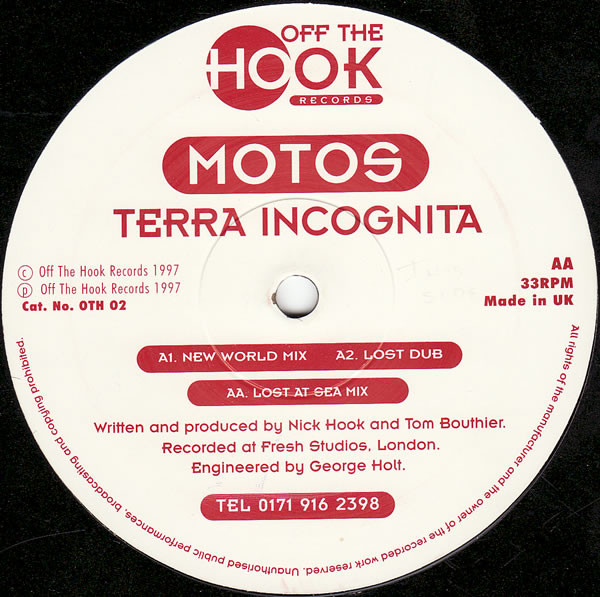 OFF THE
HOOK
RECORDS
MOTOS
TERRA INCOGNITA
© Off The Hook Records 1997
℗ Off The Hook Records 1997
Cat. No. OTH 02
AA
33RPM
Made in UK
A1. NEW WORLD MIX A2. LOST DUB
AA. LOST AT SEA MIX
Written and produced by Nick Hook and Tom Bouthier.
Recorded at Fresh Studios, London.
Engineered by George Holt.
TEL 0171 916 2398
All rights of the manufacturer and the owner of the recorded work reserved. Unauthorised public performances, broadcasting and copying prohibited.